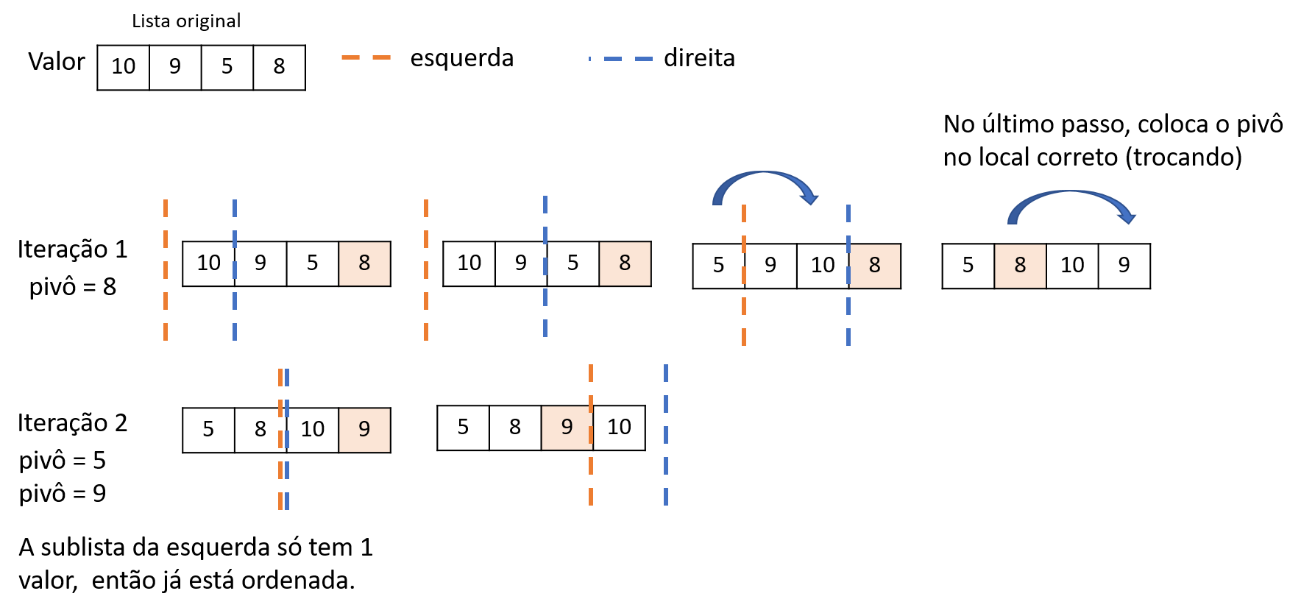 Lista original
Valor 10 9 5 8 esquerda direita
No último passo, coloca o pivô
no local correto (trocando)
Iteração 1
pivô = 8
10 9 5 8
10 9 5 8
5 9 10 8
5 8 10 9
Iteração 2
pivô = 5
pivô = 9
5 8 10 9
5 8 9 10
A sublista da esquerda só tem 1
valor, então já está ordenada.